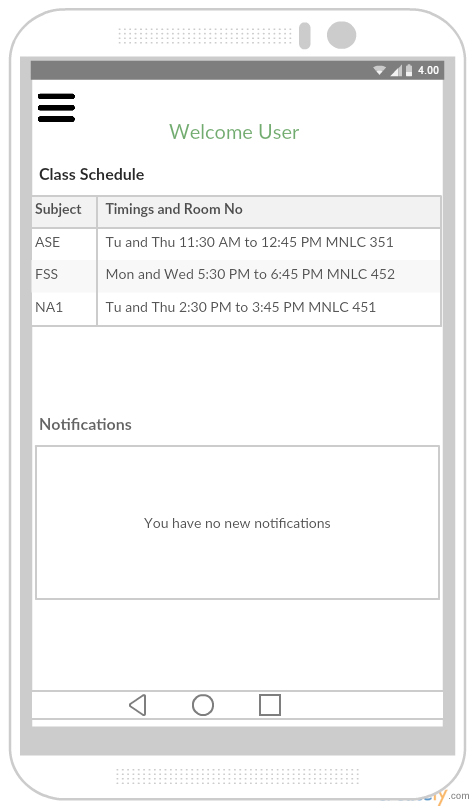 4.00
Welcome User
Class Schedule
Subject Timings and Room No
ASE Tu and Thu 11:30 AM to 12:45 PM MNLC 351
FSS Mon and Wed 5:30 PM to 6:45 PM MNLC 452
NA1 Tu and Thu 2:30 PM to 3:45 PM MNLC 451
Notifications
You have no new notifications
.com